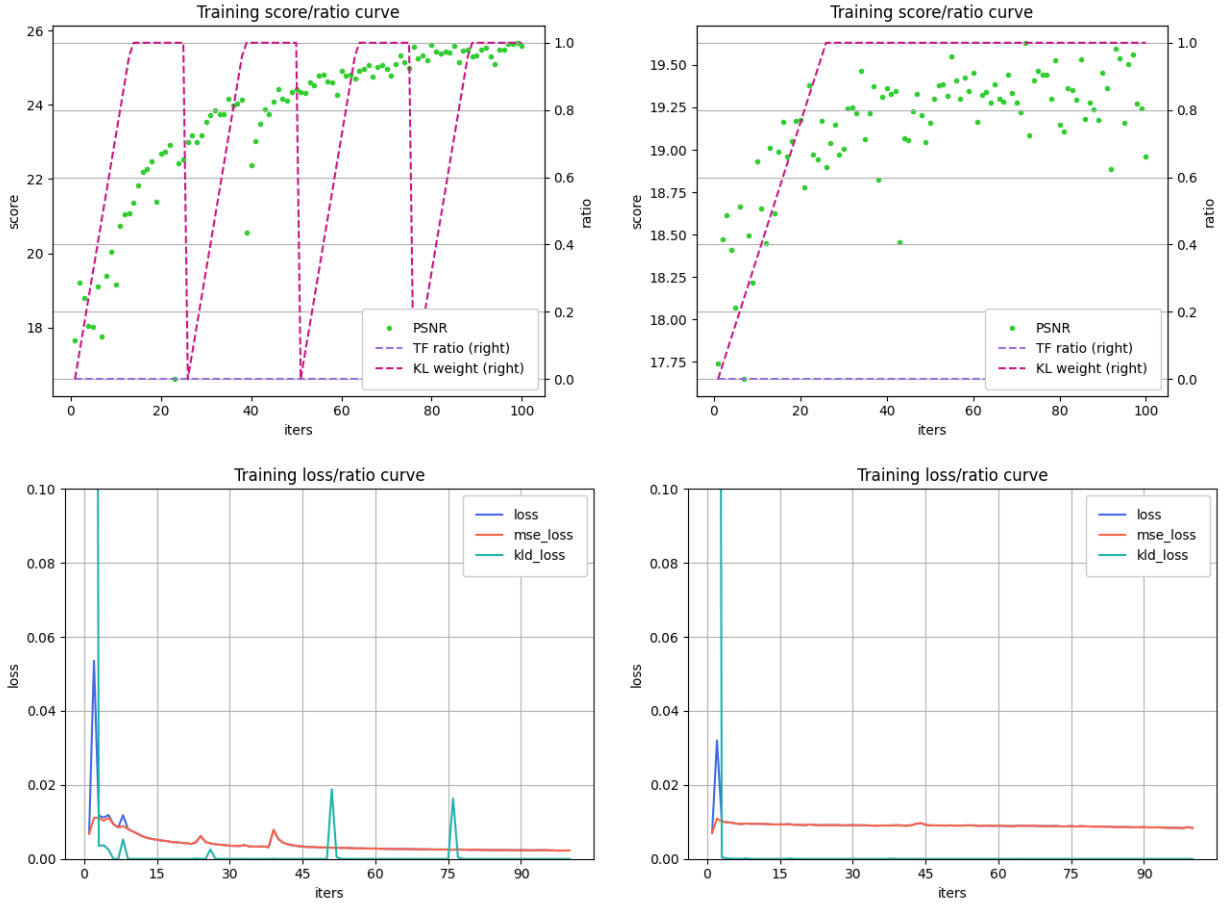 Training score/ratio curve
26
24
22
20
18
score
1.0
0.8
0.6
0.4
0.2
0.0
ratio
PSNR
TF ratio (right)
KL weight (right)
0 20 40 60 80 100
iters
Training score/ratio curve
19.50
19.25
19.00
18.75
18.50
18.25
18.00
17.75
score
1.0
0.8
0.6
0.4
0.2
0.0
ratio
PSNR
TF ratio (right)
KL weight (right)
0 20 40 60 80 100
iters
Training loss/ratio curve
0.10
0.08
0.06
0.04
0.02
0.00
loss
loss
mse_loss
kld_loss
0 15 30 45 60 75 90
iters
Training loss/ratio curve
0.10
0.08
0.06
0.04
0.02
0.00
loss
loss
mse_loss
kld_loss
0 15 30 45 60 75 90
iters